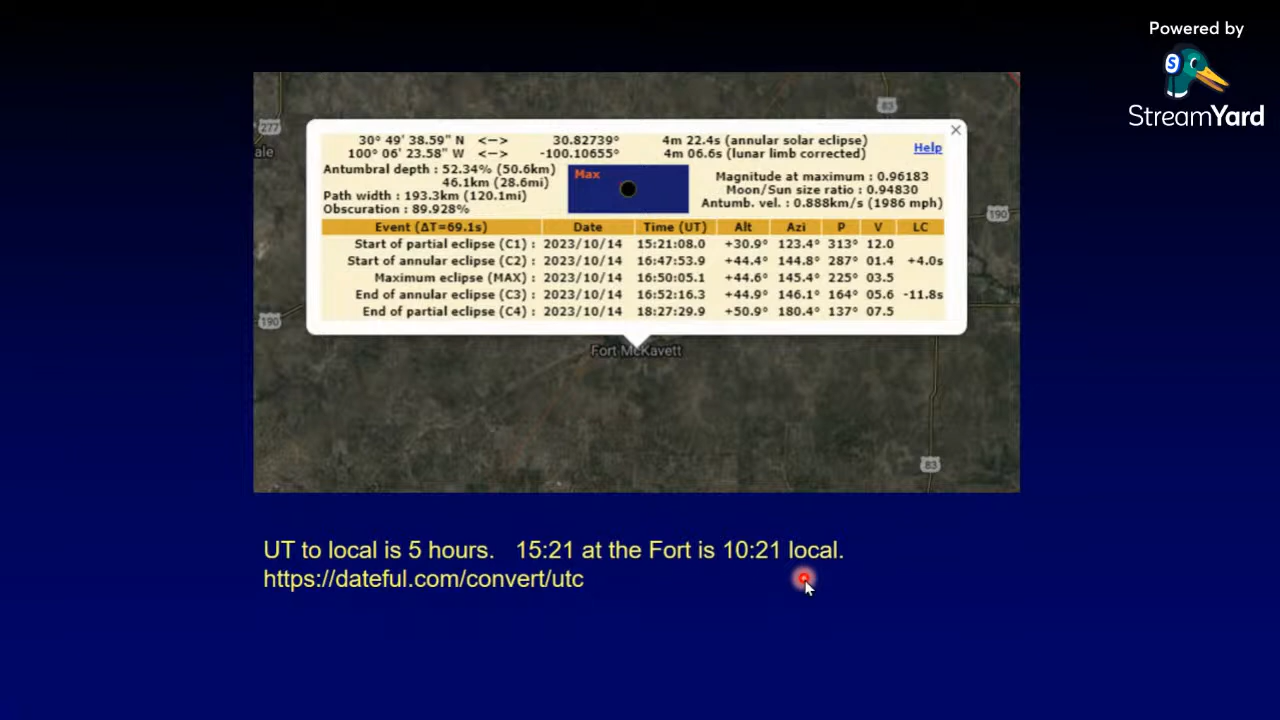 Powered by
S
StreamYard
277
83
ale
190
190
83
30° 49' 38.59" N <—> 30.82739° 4m 22.4s (annular solar eclipse)
100° 06' 23.58" W <—> -100.10655° 4m 06.6s (lunar limb corrected)
Help
Antumbral depth : 52.34% (50.6km)
46.1km (28.6mi)
Path width : 193.3km (120.1mi)
Obscuration : 89.928%
Max
Magnitude at maximum : 0.96183
Moon/Sun size ratio : 0.94830
Antumb. vel. : 0.888km/s (1986 mph)
Event (ΔT=69.1s) Date Time (UT) Alt Azi P V LC
Start of partial eclipse (C1) : 2023/10/14 15:21:08.0 +30.9° 123.4° 313° 12.0
Start of annular eclipse (C2) : 2023/10/14 16:47:53.9 +44.4° 144.8° 287° 01.4 +4.0s
Maximum eclipse (MAX) : 2023/10/14 16:50:05.1 +44.6° 145.4° 225° 03.5
End of annular eclipse (C3) : 2023/10/14 16:52:16.3 +44.9° 146.1° 164° 05.6 -11.8s
End of partial eclipse (C4) : 2023/10/14 18:27:29.9 +50.9° 180.4° 137° 07.5
Fort McKavett
UT to local is 5 hours. 15:21 at the Fort is 10:21 local.
https://dateful.com/convert/utc